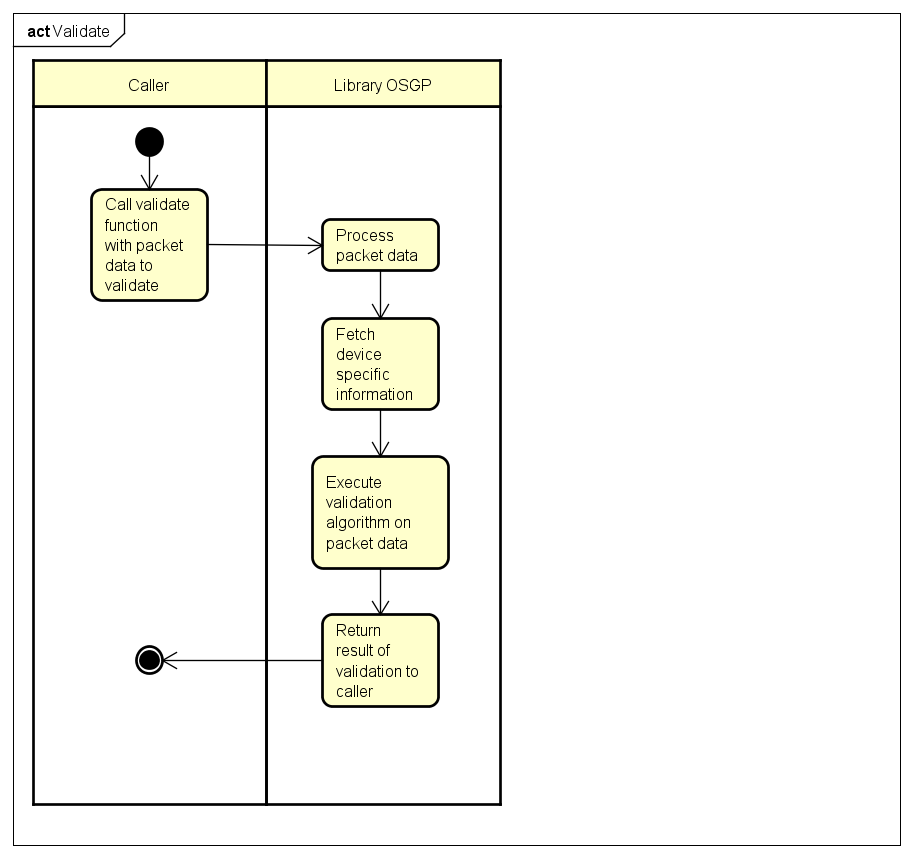 act Validate
Caller
Library OSGP
Call validate
function
with packet
data to
validate
Process
packet data
Fetch
device
specific
information
Execute
validation
algorithm on
packet data
Return
result of
validation to
caller